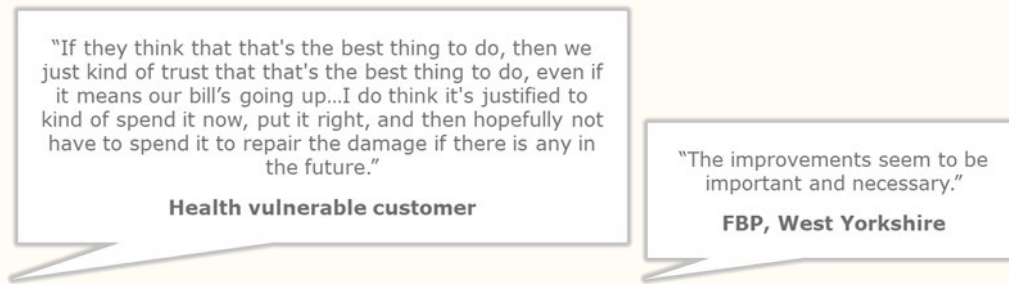 “If they think that that's the best thing to do, then we
just kind of trust that that's the best thing to do, even if
it means our bill’s going up...I do think it's justified to
kind of spend it now, put it right, and then hopefully not
have to spend it to repair the damage if there is any in
the future.”
Health vulnerable customer
“The improvements seem to be
important and necessary.”
FBP, West Yorkshire